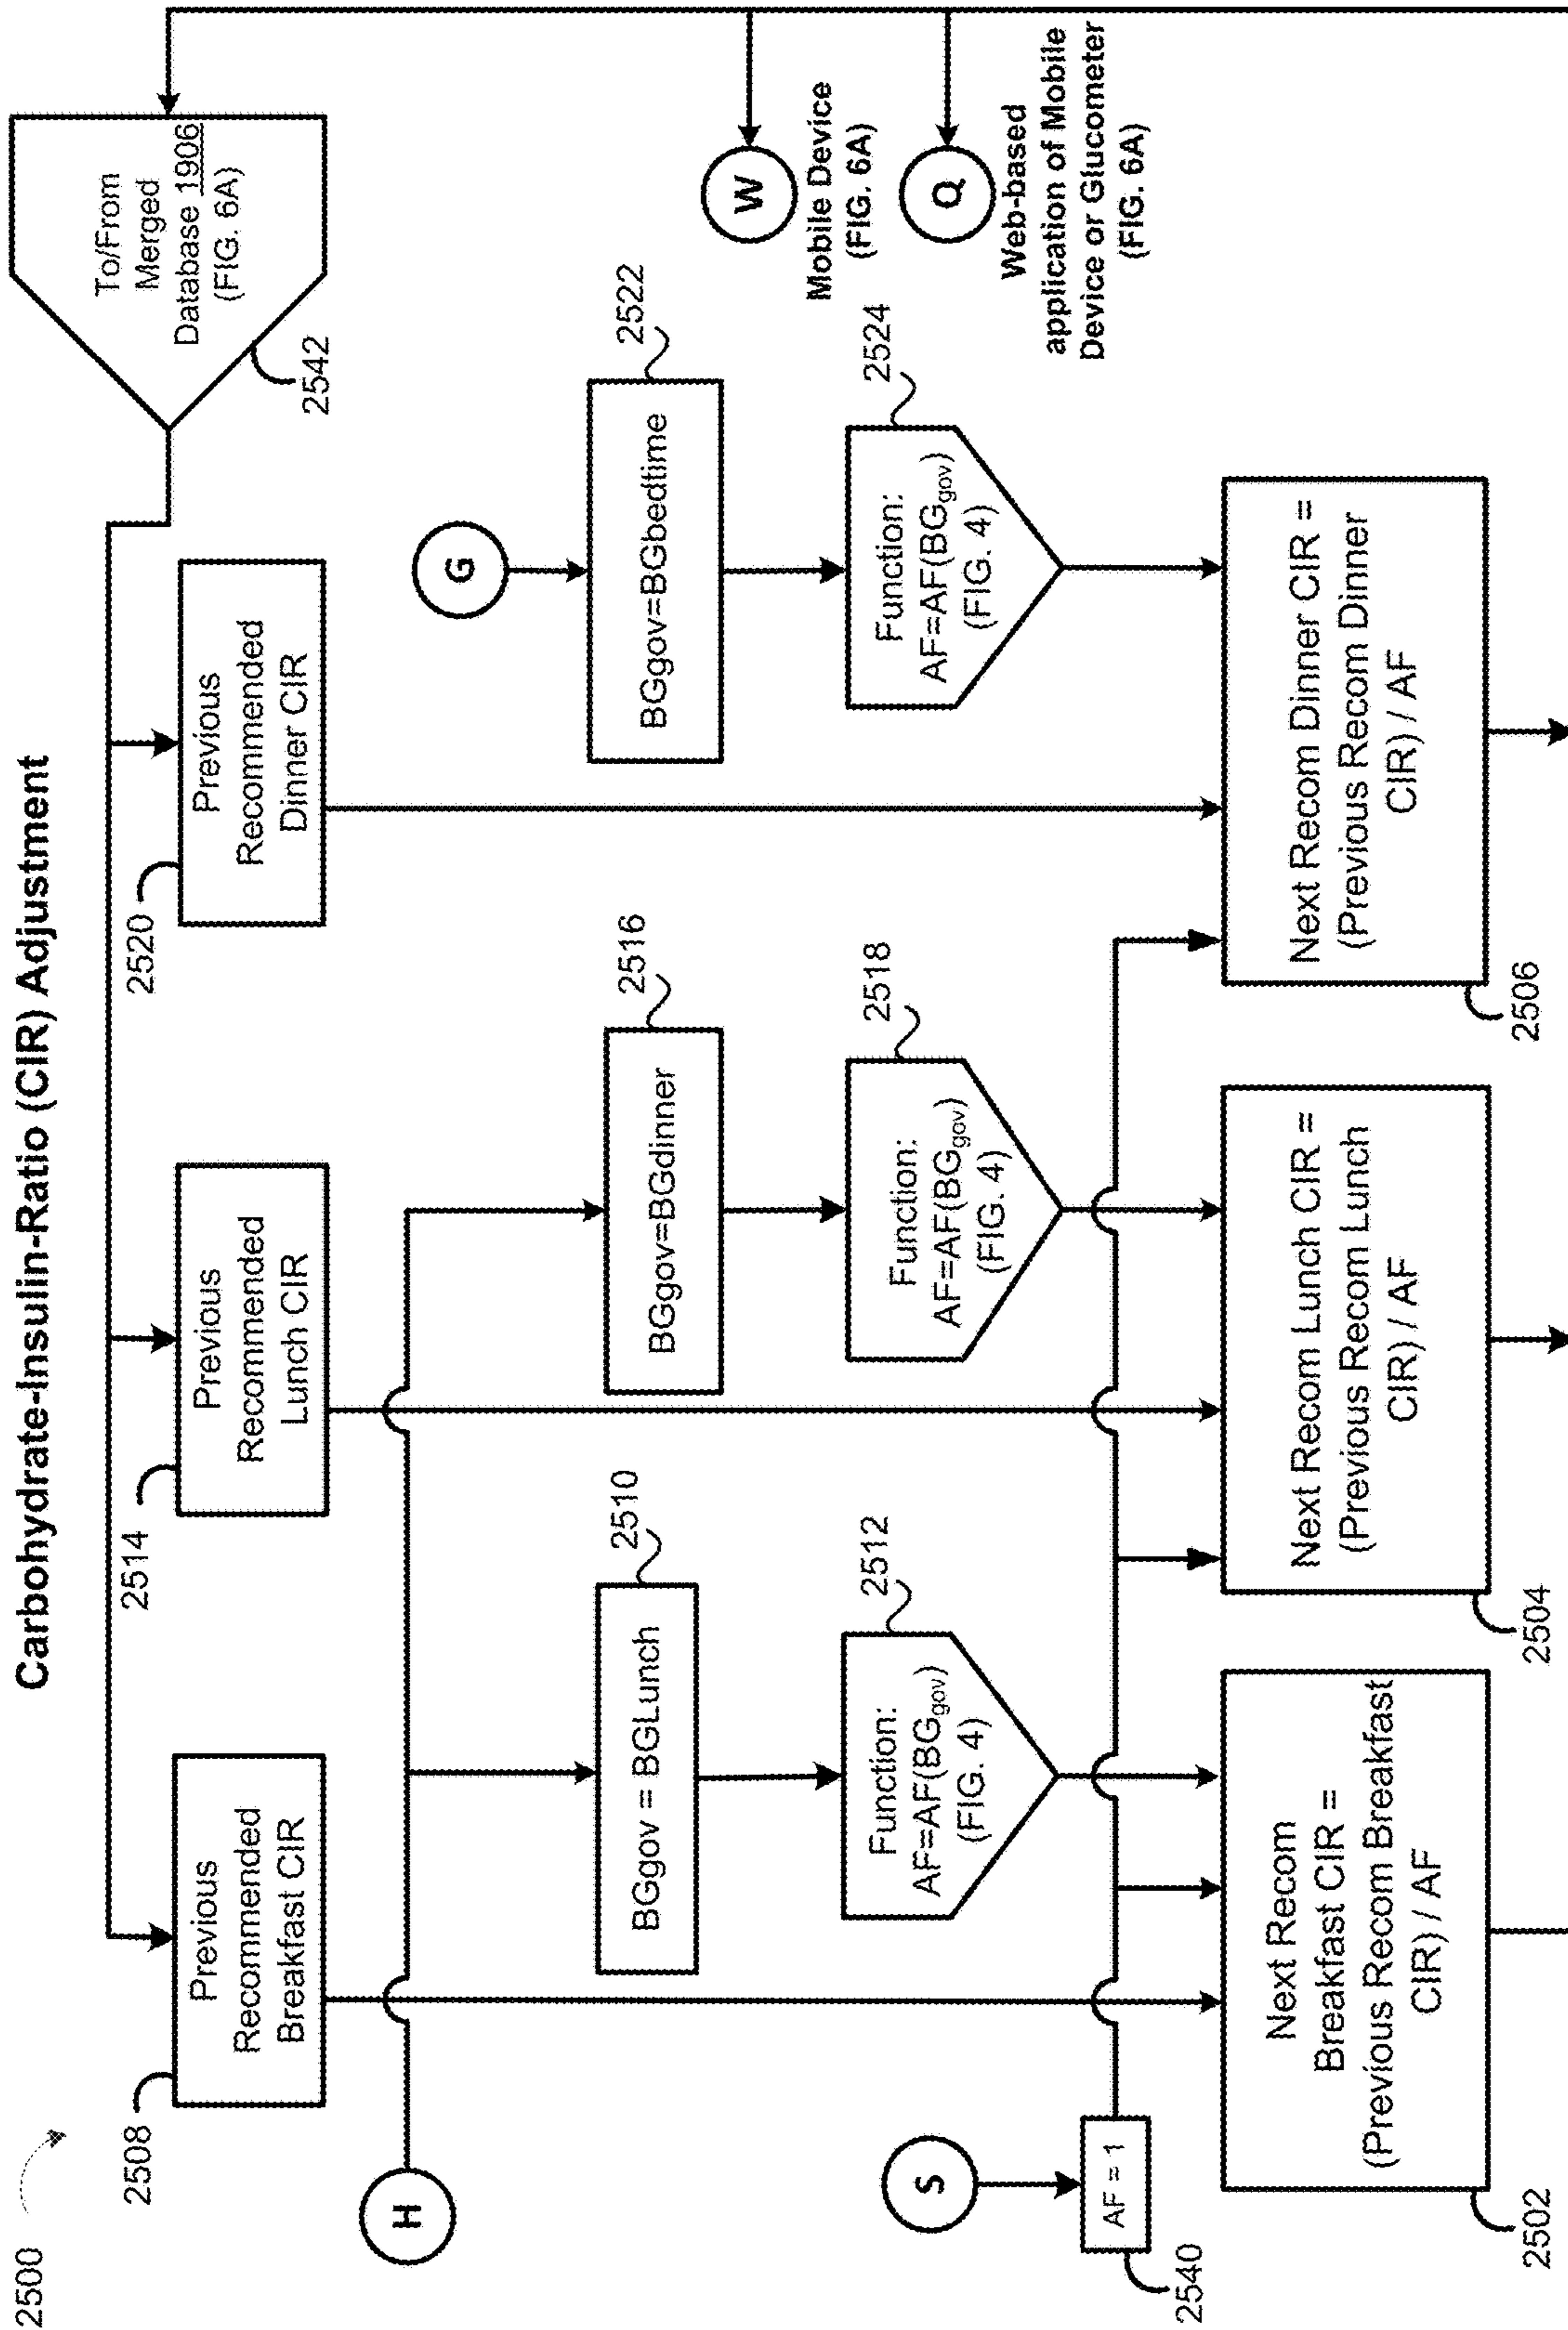 Carbohydrate-Insulin-Ratio (CIR) Adjustment
2500
2508
Previous
Recommended
Breakfast CIR
2514
Previous
Recommended
Lunch CIR
2520
Previous
Recommended
Dinner CIR
To/From
Merged
Database 1906
(FIG. 6A)
2542
H
G
BGgov = BGLunch
2510
BGgov=BGdinner
2516
BGgov=BGbedtime
2522
W
Mobile Device
(FIG. 6A)
Q
Web-based
application of Mobile
Device or Glucometer
(FIG. 6A)
Function:
AF=AF(BGgov)
(FIG. 4)
2512
Function:
AF=AF(BGgov)
(FIG. 4)
2518
Function:
AF=AF(BGgov)
(FIG. 4)
2524
S
AF = 1
2540
Next Recom
Breakfast CIR =
(Previous Recom Breakfast
CIR) / AF
2502
Next Recom Lunch CIR =
(Previous Recom Lunch
CIR) / AF
2504
Next Recom Dinner CIR =
(Previous Recom Dinner
CIR) / AF
2506